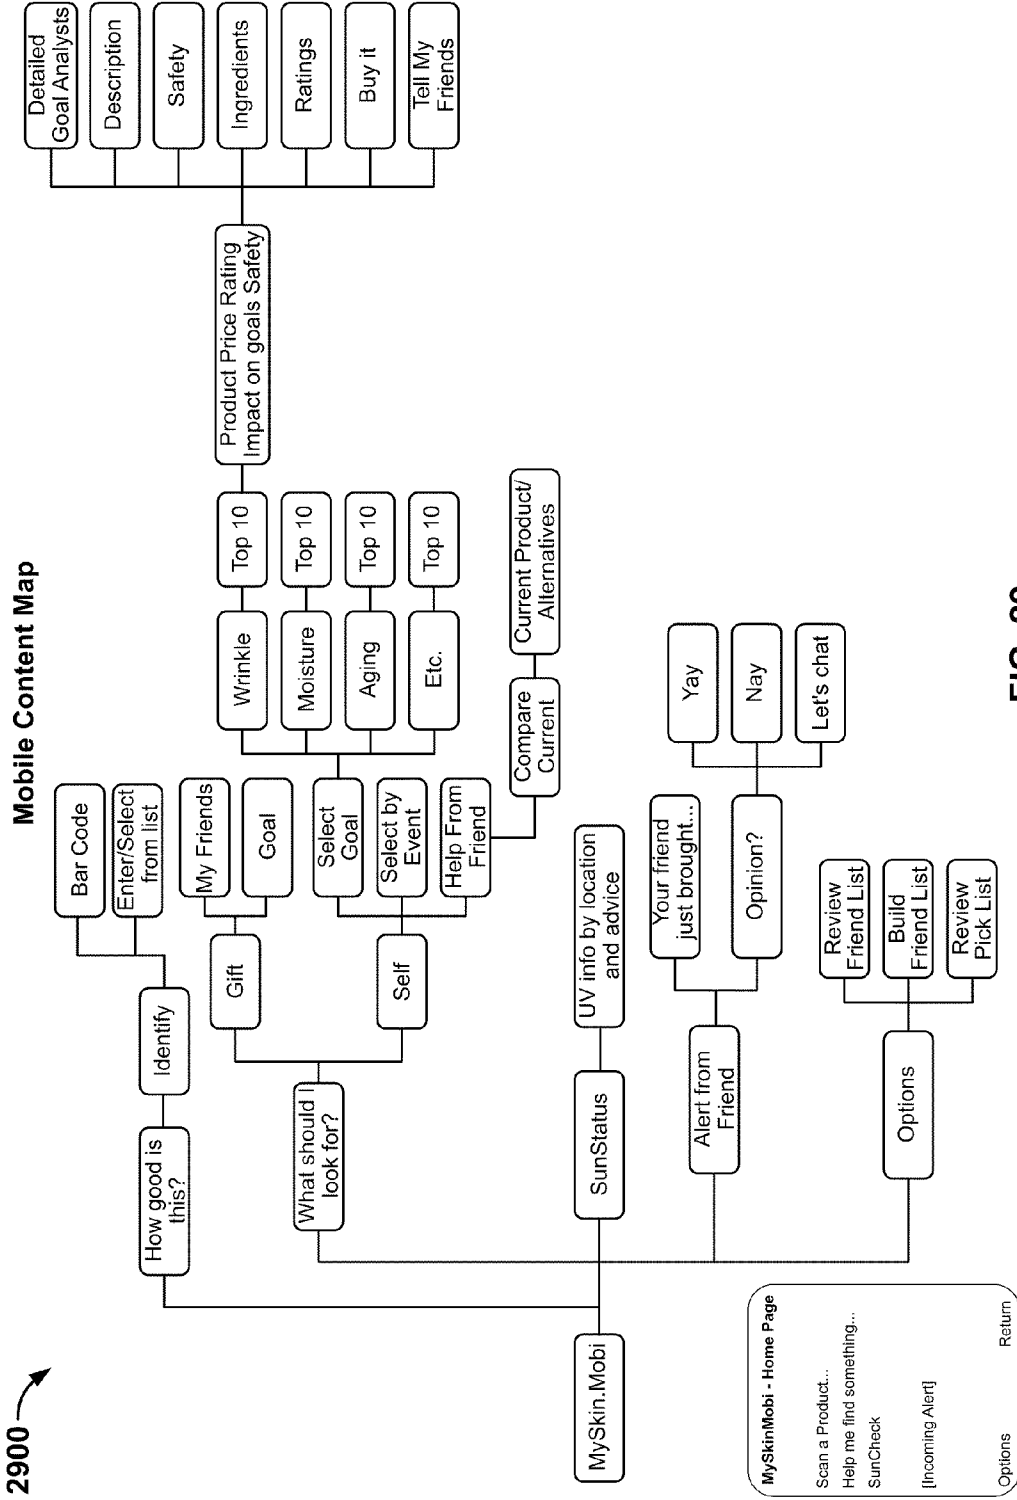 2900
Mobile Content Map
MySkin.Mobi
How good is
this?
Identify
Bar Code
Enter/Select
from list
What should I
look for?
Gift
My Friends
Goal
Self
Select
Goal
Select by
Event
Help From
Friend
Wrinkle
Top 10
Moisture
Top 10
Aging
Top 10
Etc.
Top 10
Compare
Current
Current Product/
Alternatives
Product Price Rating
Impact on goals Safety
Detailed
Goal Analysts
Description
Safety
Ingredients
Ratings
Buy it
Tell My
Friends
SunStatus
UV info by location
and advice
Alert from
Friend
Your friend
just brought...
Opinion?
Yay
Nay
Let's chat
Options
Review
Friend List
Build
Friend List
Review
Pick List
MySkinMobi - Home Page
Scan a Product...
Help me find something...
SunCheck
[Incoming Alert]
Options Return